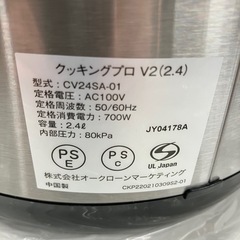 クッキングプロ V2(2.4)
型式：CV24SA-01
定格電圧：AC100V
定格周波数：50/60Hz
定格消費電力：700W
容量：2.4ℓ
内部圧力：80kPa
JY04178A
PS E
PS C
UL Japan
株式会社オークローンマーケティング
中国製
CKP22021030952-01